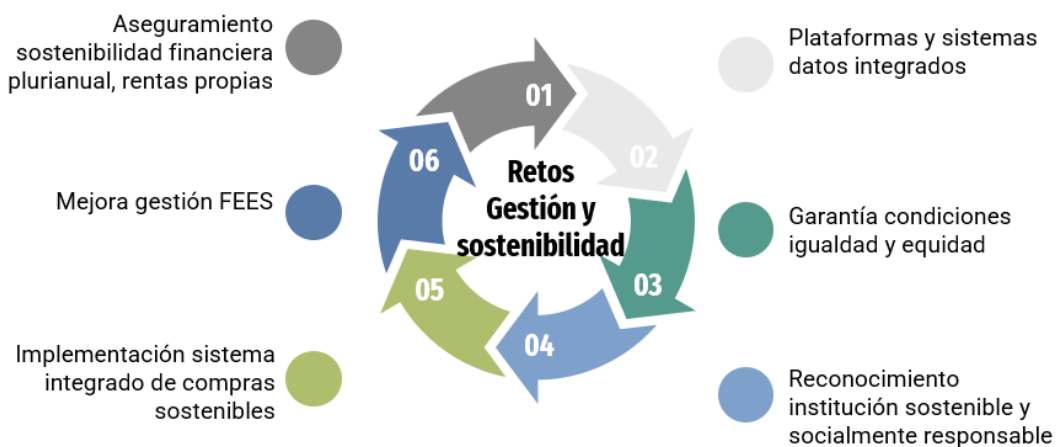 Aseguramiento
sostenibilidad financiera
plurianual, rentas propias
Mejora gestión FEES
Implementación sistema
integrado de compras
sostenibles
01
02
03
04
05
06
Retos
Gestión y
sostenibilidad
Plataformas y sistemas
datos integrados
Garantía condiciones
igualdad y equidad
Reconocimiento
institución sostenible y
socialmente responsable